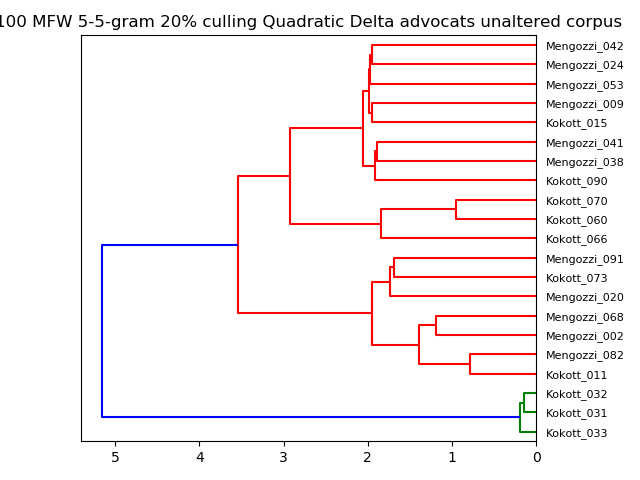 100 MFW 5-5-gram 20% culling Quadratic Delta advocats unaltered corpus
Mengozzi_042
Mengozzi_024
Mengozzi_053
Mengozzi_009
Kokott_015
Mengozzi_041
Mengozzi_038
Kokott_090
Kokott_070
Kokott_060
Kokott_066
Mengozzi_091
Kokott_073
Mengozzi_020
Mengozzi_068
Mengozzi_002
Mengozzi_082
Kokott_011
Kokott_032
Kokott_031
Kokott_033
5 4 3 2 1 0